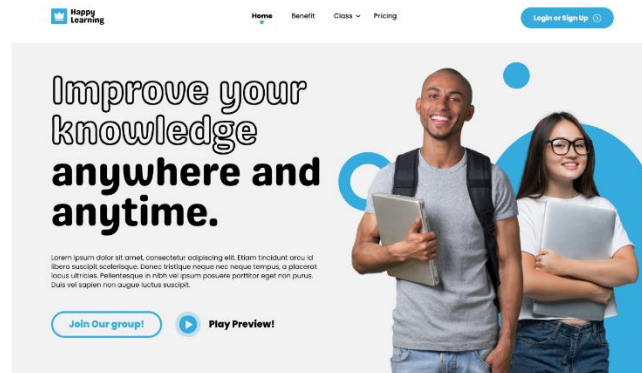 Happy
Learning
Home Benefit Class Pricing
Login or Sign Up
Improve your
knowledge
anywhere and
anytime.
Lorem ipsum dolor sit amet, consectetur adipiscing elit. Etiam tincidunt arcu id
libero suscipit scelerisque. Donec tristique neque nec neque tempus, a placerat
lacus ultricies. Pellentesque in nibh vel ipsum posuere porttitor eget non purus.
Duis vel sapien non augue luctus suscipit.
Join Our group! Play Preview!